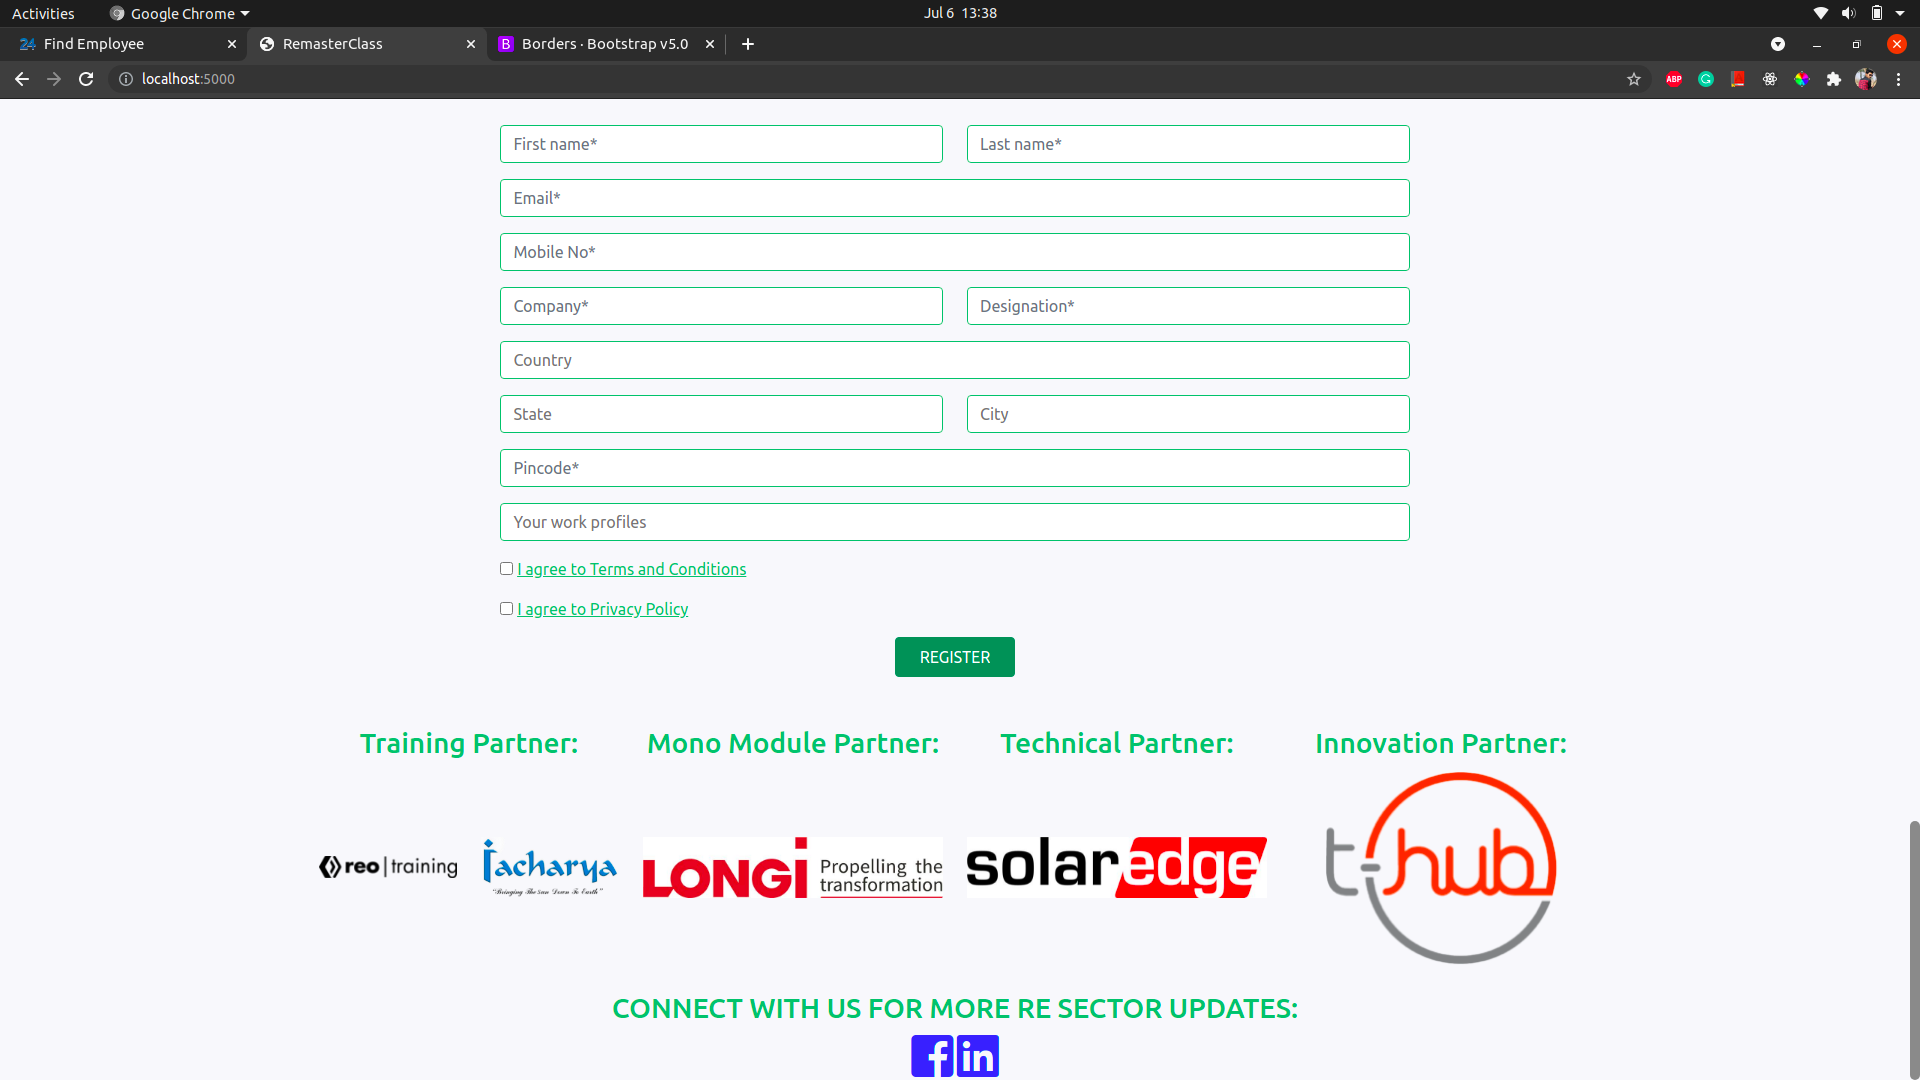 Activities
Google Chrome
Jul 6 13:38
24 Find Employee
RemasterClass
B Borders · Bootstrap v5.0
localhost:5000
ABP
First name*
Last name*
Email*
Mobile No*
Company*
Designation*
Country
State
City
Pincode*
Your work profiles
I agree to Terms and Conditions
I agree to Privacy Policy
REGISTER
Training Partner:
Mono Module Partner:
Technical Partner:
Innovation Partner:
reo|training
iacharya
"Bringing The Sun Down To Earth"
LONGi
Propelling the
transformation
solaredge
t-hub
CONNECT WITH US FOR MORE RE SECTOR UPDATES:
f in